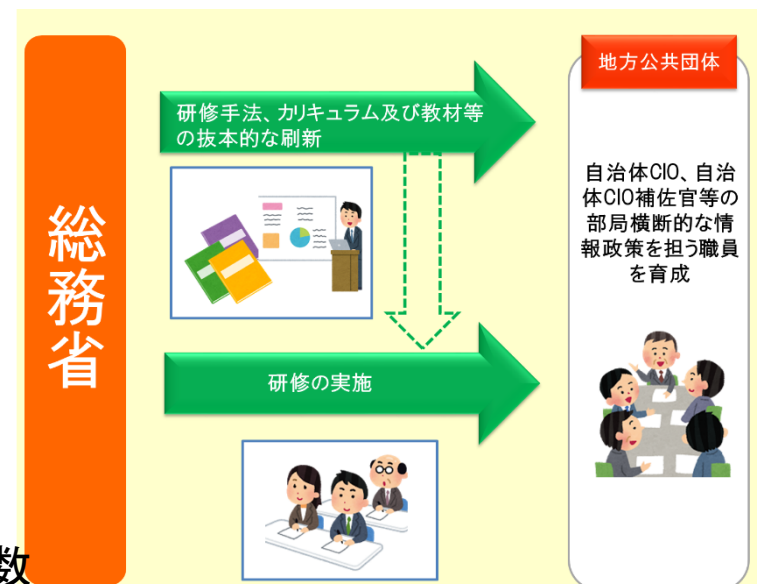 総務省
研修手法、カリキュラム及び教材等
の抜本的な刷新
研修の実施
地方公共団体
自治体CIO、自治
体CIO補佐官等の
部局横断的な情
報政策を担う職員
を育成
数